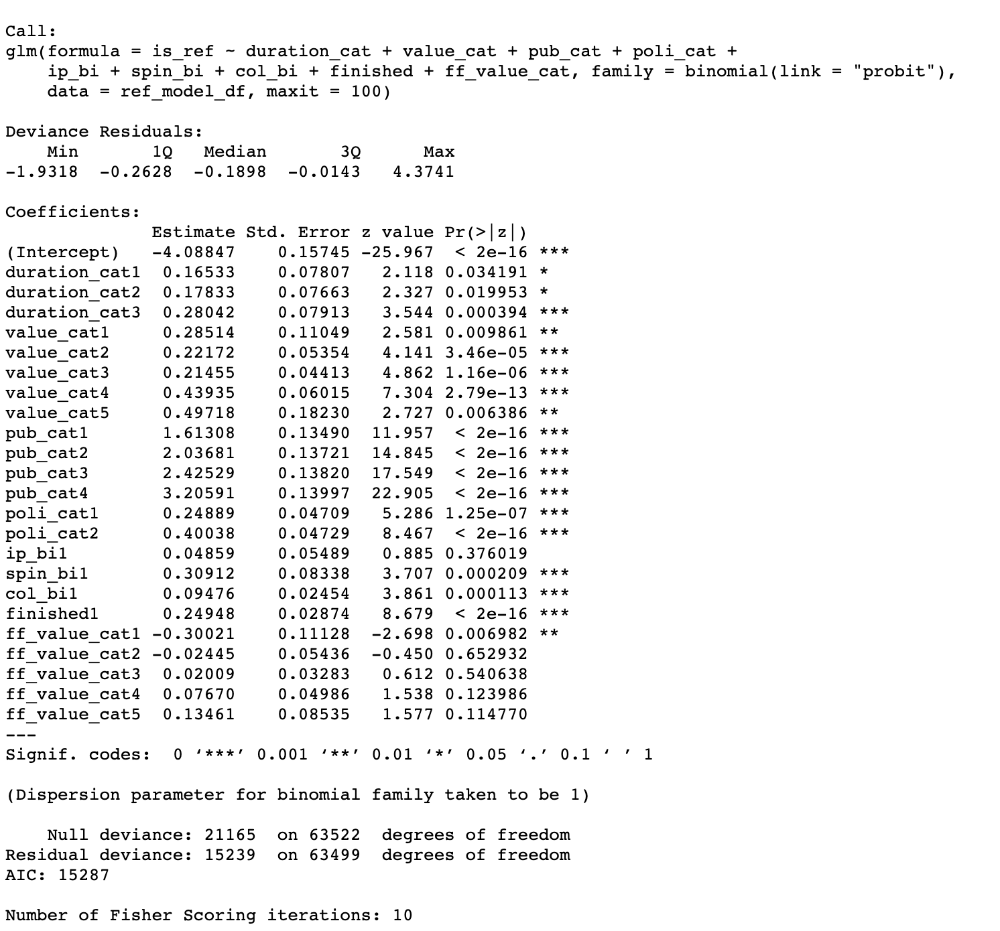 Call:
glm(formula = is_ref ~ duration_cat + value_cat + pub_cat + poli_cat +
    ip_bi + spin_bi + col_bi + finished + ff_value_cat, family = binomial(link = "probit"),
    data = ref_model_df, maxit = 100)

Deviance Residuals:
    Min       1Q   Median       3Q      Max
-1.9318  -0.2628  -0.1898  -0.0143   4.3741

Coefficients:
              Estimate Std. Error z value Pr(>|z|)
(Intercept)   -4.08847    0.15745 -25.967  < 2e-16 ***
duration_cat1  0.16533    0.07807   2.118 0.034191 *
duration_cat2  0.17833    0.07663   2.327 0.019953 *
duration_cat3  0.28042    0.07913   3.544 0.000394 ***
value_cat1     0.28514    0.11049   2.581 0.009861 **
value_cat2     0.22172    0.05354   4.141 3.46e-05 ***
value_cat3     0.21455    0.04413   4.862 1.16e-06 ***
value_cat4     0.43935    0.06015   7.304 2.79e-13 ***
value_cat5     0.49718    0.18230   2.727 0.006386 **
pub_cat1       1.61308    0.13490  11.957  < 2e-16 ***
pub_cat2       2.03681    0.13721  14.845  < 2e-16 ***
pub_cat3       2.42529    0.13820  17.549  < 2e-16 ***
pub_cat4       3.20591    0.13997  22.905  < 2e-16 ***
poli_cat1      0.24889    0.04709   5.286 1.25e-07 ***
poli_cat2      0.40038    0.04729   8.467  < 2e-16 ***
ip_bi1         0.04859    0.05489   0.885 0.376019
spin_bi1       0.30912    0.08338   3.707 0.000209 ***
col_bi1        0.09476    0.02454   3.861 0.000113 ***
finished1      0.24948    0.02874   8.679  < 2e-16 ***
ff_value_cat1 -0.30021    0.11128  -2.698 0.006982 **
ff_value_cat2 -0.02445    0.05436  -0.450 0.652932
ff_value_cat3  0.02009    0.03283   0.612 0.540638
ff_value_cat4  0.07670    0.04986   1.538 0.123986
ff_value_cat5  0.13461    0.08535   1.577 0.114770
---
Signif. codes:  0 ‘***’ 0.001 ‘**’ 0.01 ‘*’ 0.05 ‘.’ 0.1 ‘ ’ 1

(Dispersion parameter for binomial family taken to be 1)

    Null deviance: 21165  on 63522  degrees of freedom
Residual deviance: 15239  on 63499  degrees of freedom
AIC: 15287

Number of Fisher Scoring iterations: 10